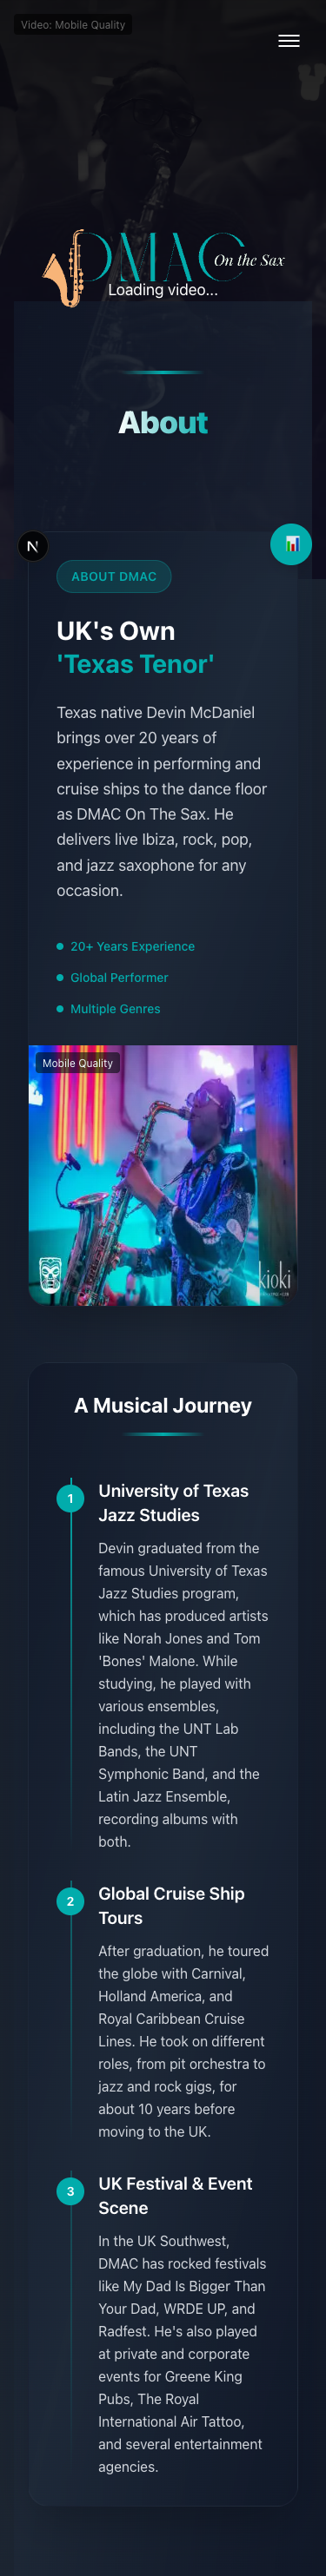 Video: Mobile Quality
DMAC
On the Sax
Loading video...
About
N
ABOUT DMAC
UK's Own
'Texas Tenor'
Texas native Devin McDaniel
brings over 20 years of
experience in performing and
cruise ships to the dance floor
as DMAC On The Sax. He
delivers live Ibiza, rock, pop,
and jazz saxophone for any
occasion.
20+ Years Experience
Global Performer
Multiple Genres
Mobile Quality
kioki
A Musical Journey
1
University of Texas
Jazz Studies
Devin graduated from the
famous University of Texas
Jazz Studies program,
which has produced artists
like Norah Jones and Tom
'Bones' Malone. While
studying, he played with
various ensembles,
including the UNT Lab
Bands, the UNT
Symphonic Band, and the
Latin Jazz Ensemble,
recording albums with
both.
2
Global Cruise Ship
Tours
After graduation, he toured
the globe with Carnival,
Holland America, and
Royal Caribbean Cruise
Lines. He took on different
roles, from pit orchestra to
jazz and rock gigs, for
about 10 years before
moving to the UK.
3
UK Festival & Event
Scene
In the UK Southwest,
DMAC has rocked festivals
like My Dad Is Bigger Than
Your Dad, WRDE UP, and
Radfest. He's also played
at private and corporate
events for Greene King
Pubs, The Royal
International Air Tattoo,
and several entertainment
agencies.